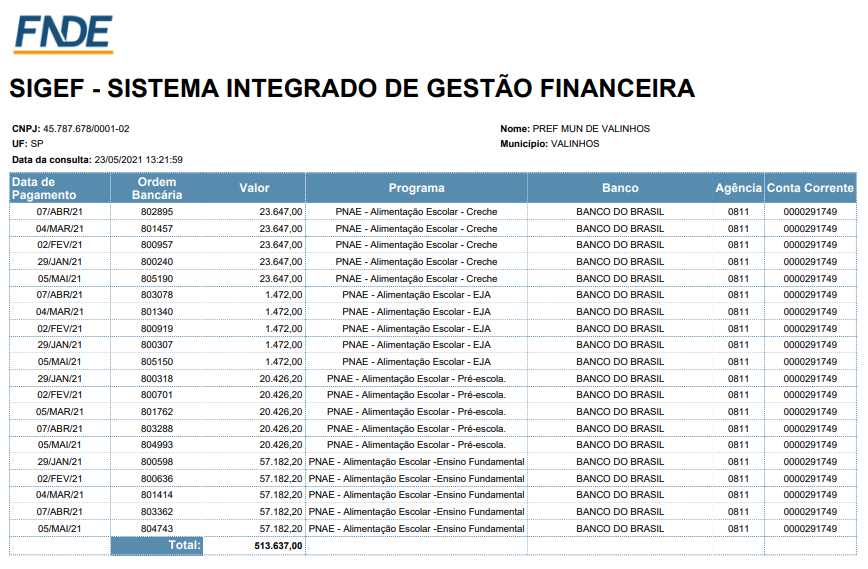 FNDE
SIGEF - SISTEMA INTEGRADO DE GESTÃO FINANCEIRA
CNPJ: 45.787.678/0001-02 Nome: PREF MUN DE VALINHOS
UF: SP Município: VALINHOS
Data da consulta: 23/05/2021 13:21:59
Data de Pagamento Ordem Bancária Valor Programa Banco Agência Conta Corrente
07/ABR/21 802895 23.647,00 PNAE - Alimentação Escolar - Creche BANCO DO BRASIL 0811 0000291749
04/MAR/21 801457 23.647,00 PNAE - Alimentação Escolar - Creche BANCO DO BRASIL 0811 0000291749
02/FEV/21 800957 23.647,00 PNAE - Alimentação Escolar - Creche BANCO DO BRASIL 0811 0000291749
29/JAN/21 800240 23.647,00 PNAE - Alimentação Escolar - Creche BANCO DO BRASIL 0811 0000291749
05/MAI/21 805190 23.647,00 PNAE - Alimentação Escolar - Creche BANCO DO BRASIL 0811 0000291749
07/ABR/21 803078 1.472,00 PNAE - Alimentação Escolar - EJA BANCO DO BRASIL 0811 0000291749
04/MAR/21 801340 1.472,00 PNAE - Alimentação Escolar - EJA BANCO DO BRASIL 0811 0000291749
02/FEV/21 800919 1.472,00 PNAE - Alimentação Escolar - EJA BANCO DO BRASIL 0811 0000291749
29/JAN/21 800307 1.472,00 PNAE - Alimentação Escolar - EJA BANCO DO BRASIL 0811 0000291749
05/MAI/21 805150 1.472,00 PNAE - Alimentação Escolar - EJA BANCO DO BRASIL 0811 0000291749
29/JAN/21 800318 20.426,20 PNAE - Alimentação Escolar - Pré-escola. BANCO DO BRASIL 0811 0000291749
02/FEV/21 800701 20.426,20 PNAE - Alimentação Escolar - Pré-escola. BANCO DO BRASIL 0811 0000291749
05/MAR/21 801762 20.426,20 PNAE - Alimentação Escolar - Pré-escola. BANCO DO BRASIL 0811 0000291749
07/ABR/21 803288 20.426,20 PNAE - Alimentação Escolar - Pré-escola. BANCO DO BRASIL 0811 0000291749
05/MAI/21 804993 20.426,20 PNAE - Alimentação Escolar - Pré-escola. BANCO DO BRASIL 0811 0000291749
29/JAN/21 800598 57.182,20 PNAE - Alimentação Escolar -Ensino Fundamental BANCO DO BRASIL 0811 0000291749
02/FEV/21 800636 57.182,20 PNAE - Alimentação Escolar -Ensino Fundamental BANCO DO BRASIL 0811 0000291749
04/MAR/21 801414 57.182,20 PNAE - Alimentação Escolar -Ensino Fundamental BANCO DO BRASIL 0811 0000291749
07/ABR/21 803362 57.182,20 PNAE - Alimentação Escolar -Ensino Fundamental BANCO DO BRASIL 0811 0000291749
05/MAI/21 804743 57.182,20 PNAE - Alimentação Escolar -Ensino Fundamental BANCO DO BRASIL 0811 0000291749
Total: 513.637,00